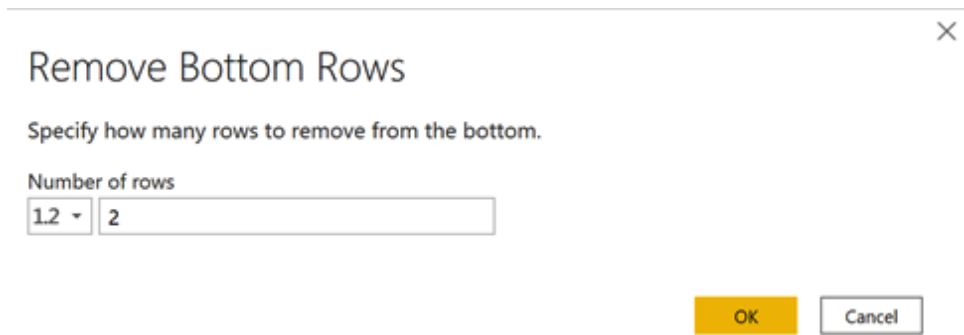 Remove Bottom Rows
Specify how many rows to remove from the bottom.
Number of rows
1.2 2
OK Cancel